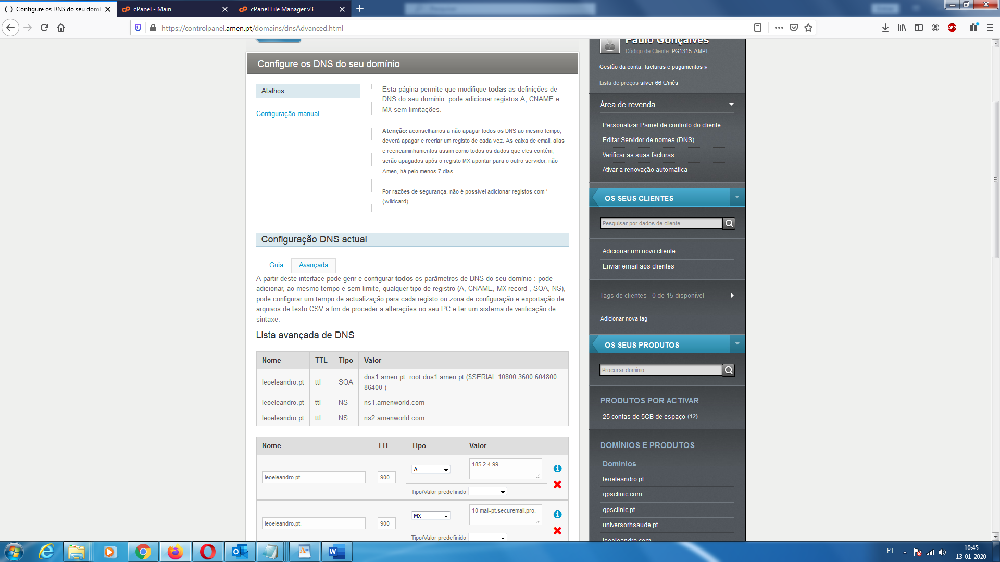 Configure os DNS do seu domí
cPanel - Main
cPanel File Manager v3
https://controlpanel.amen.pt/domains/dnsAdvanced.html
ABP
Configure os DNS do seu domínio
Atalhos
Configuração manual
Esta página permite que modifique todas as definições de
DNS do seu domínio: pode adicionar registos A, CNAME e
MX sem limitações.
Atenção: aconselhamos a não apagar todos os DNS ao mesmo tempo,
deverá apagar e recriar um registo de cada vez. As caixa de email, alias
e reencaminhamentos assim como todos os dados que eles contêm,
serão apagados após o registo MX apontar para o outro servidor, não
Amen, há pelo menos 7 dias.
Por razões de segurança, não é possível adicionar registos com *
(wildcard)
Configuração DNS actual
Guia
Avançada
A partir deste interface pode gerir e configurar todos os parâmetros de DNS do seu domínio : pode
adicionar, ao mesmo tempo e sem limite, qualquer tipo de registro (A, CNAME, MX record , SOA, NS),
pode configurar um tempo de actualização para cada registo ou zona de configuração e exportação de
arquivos de texto CSV a fim de proceder a alterações no seu PC e ter um sistema de verificação de
sintaxe.
Lista avançada de DNS
Nome TTL Tipo Valor
leoeleandro.pt ttl SOA dns1.amen.pt. root.dns1.amen.pt.($SERIAL 10800 3600 604800
86400 )
leoeleandro.pt ttl NS ns1.amenworld.com
leoeleandro.pt ttl NS ns2.amenworld.com
Nome TTL Tipo Valor
leoeleandro.pt. 900 A 185.2.4.99
Tipo/Valor predefinido
leoeleandro.pt. 900 MX 10 mail-pt.securemail.pro.
Tipo/Valor predefinido
Paulo Gonçalves
Código de Cliente: PG1315-AMPT
Gestão da conta, facturas e pagamentos »
Lista de preços silver 66 €/mês
Área de revenda
Personalizar Painel de controlo do cliente
Editar Servidor de nomes (DNS)
Verificar as suas facturas
Ativar a renovação automática
OS SEUS CLIENTES
Pesquisar por dados de cliente
Adicionar um novo cliente
Enviar email aos clientes
Tags de clientes - 0 de 15 disponível
Adicionar nova tag
OS SEUS PRODUTOS
Procurar domínio
PRODUTOS POR ACTIVAR
25 contas de 5GB de espaço (12)
DOMÍNIOS E PRODUTOS
Domínios
leoeleandro.pt
gpsclinic.com
gpsclinic.pt
universorhsaude.pt
leoeleandro.com
PT
10:45
13-01-2020